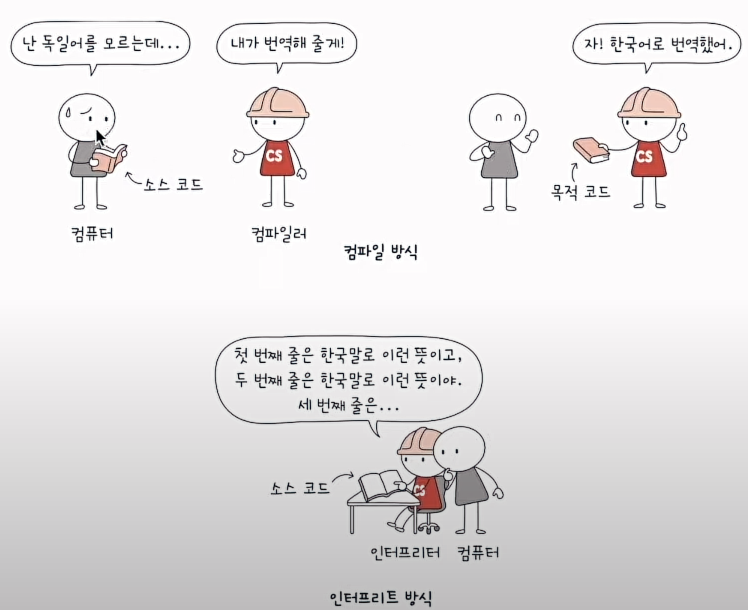 난 독일어를 모르는데...
내가 번역해 줄게!
자! 한국어로 번역했어.
CS
CS
소스 코드
목적 코드
컴퓨터
컴파일러
컴파일 방식
첫 번째 줄은 한국말로 이런 뜻이고,
두 번째 줄은 한국말로 이런 뜻이야.
세 번째 줄은...
소스 코드
CS
인터프리터
컴퓨터
인터프리트 방식